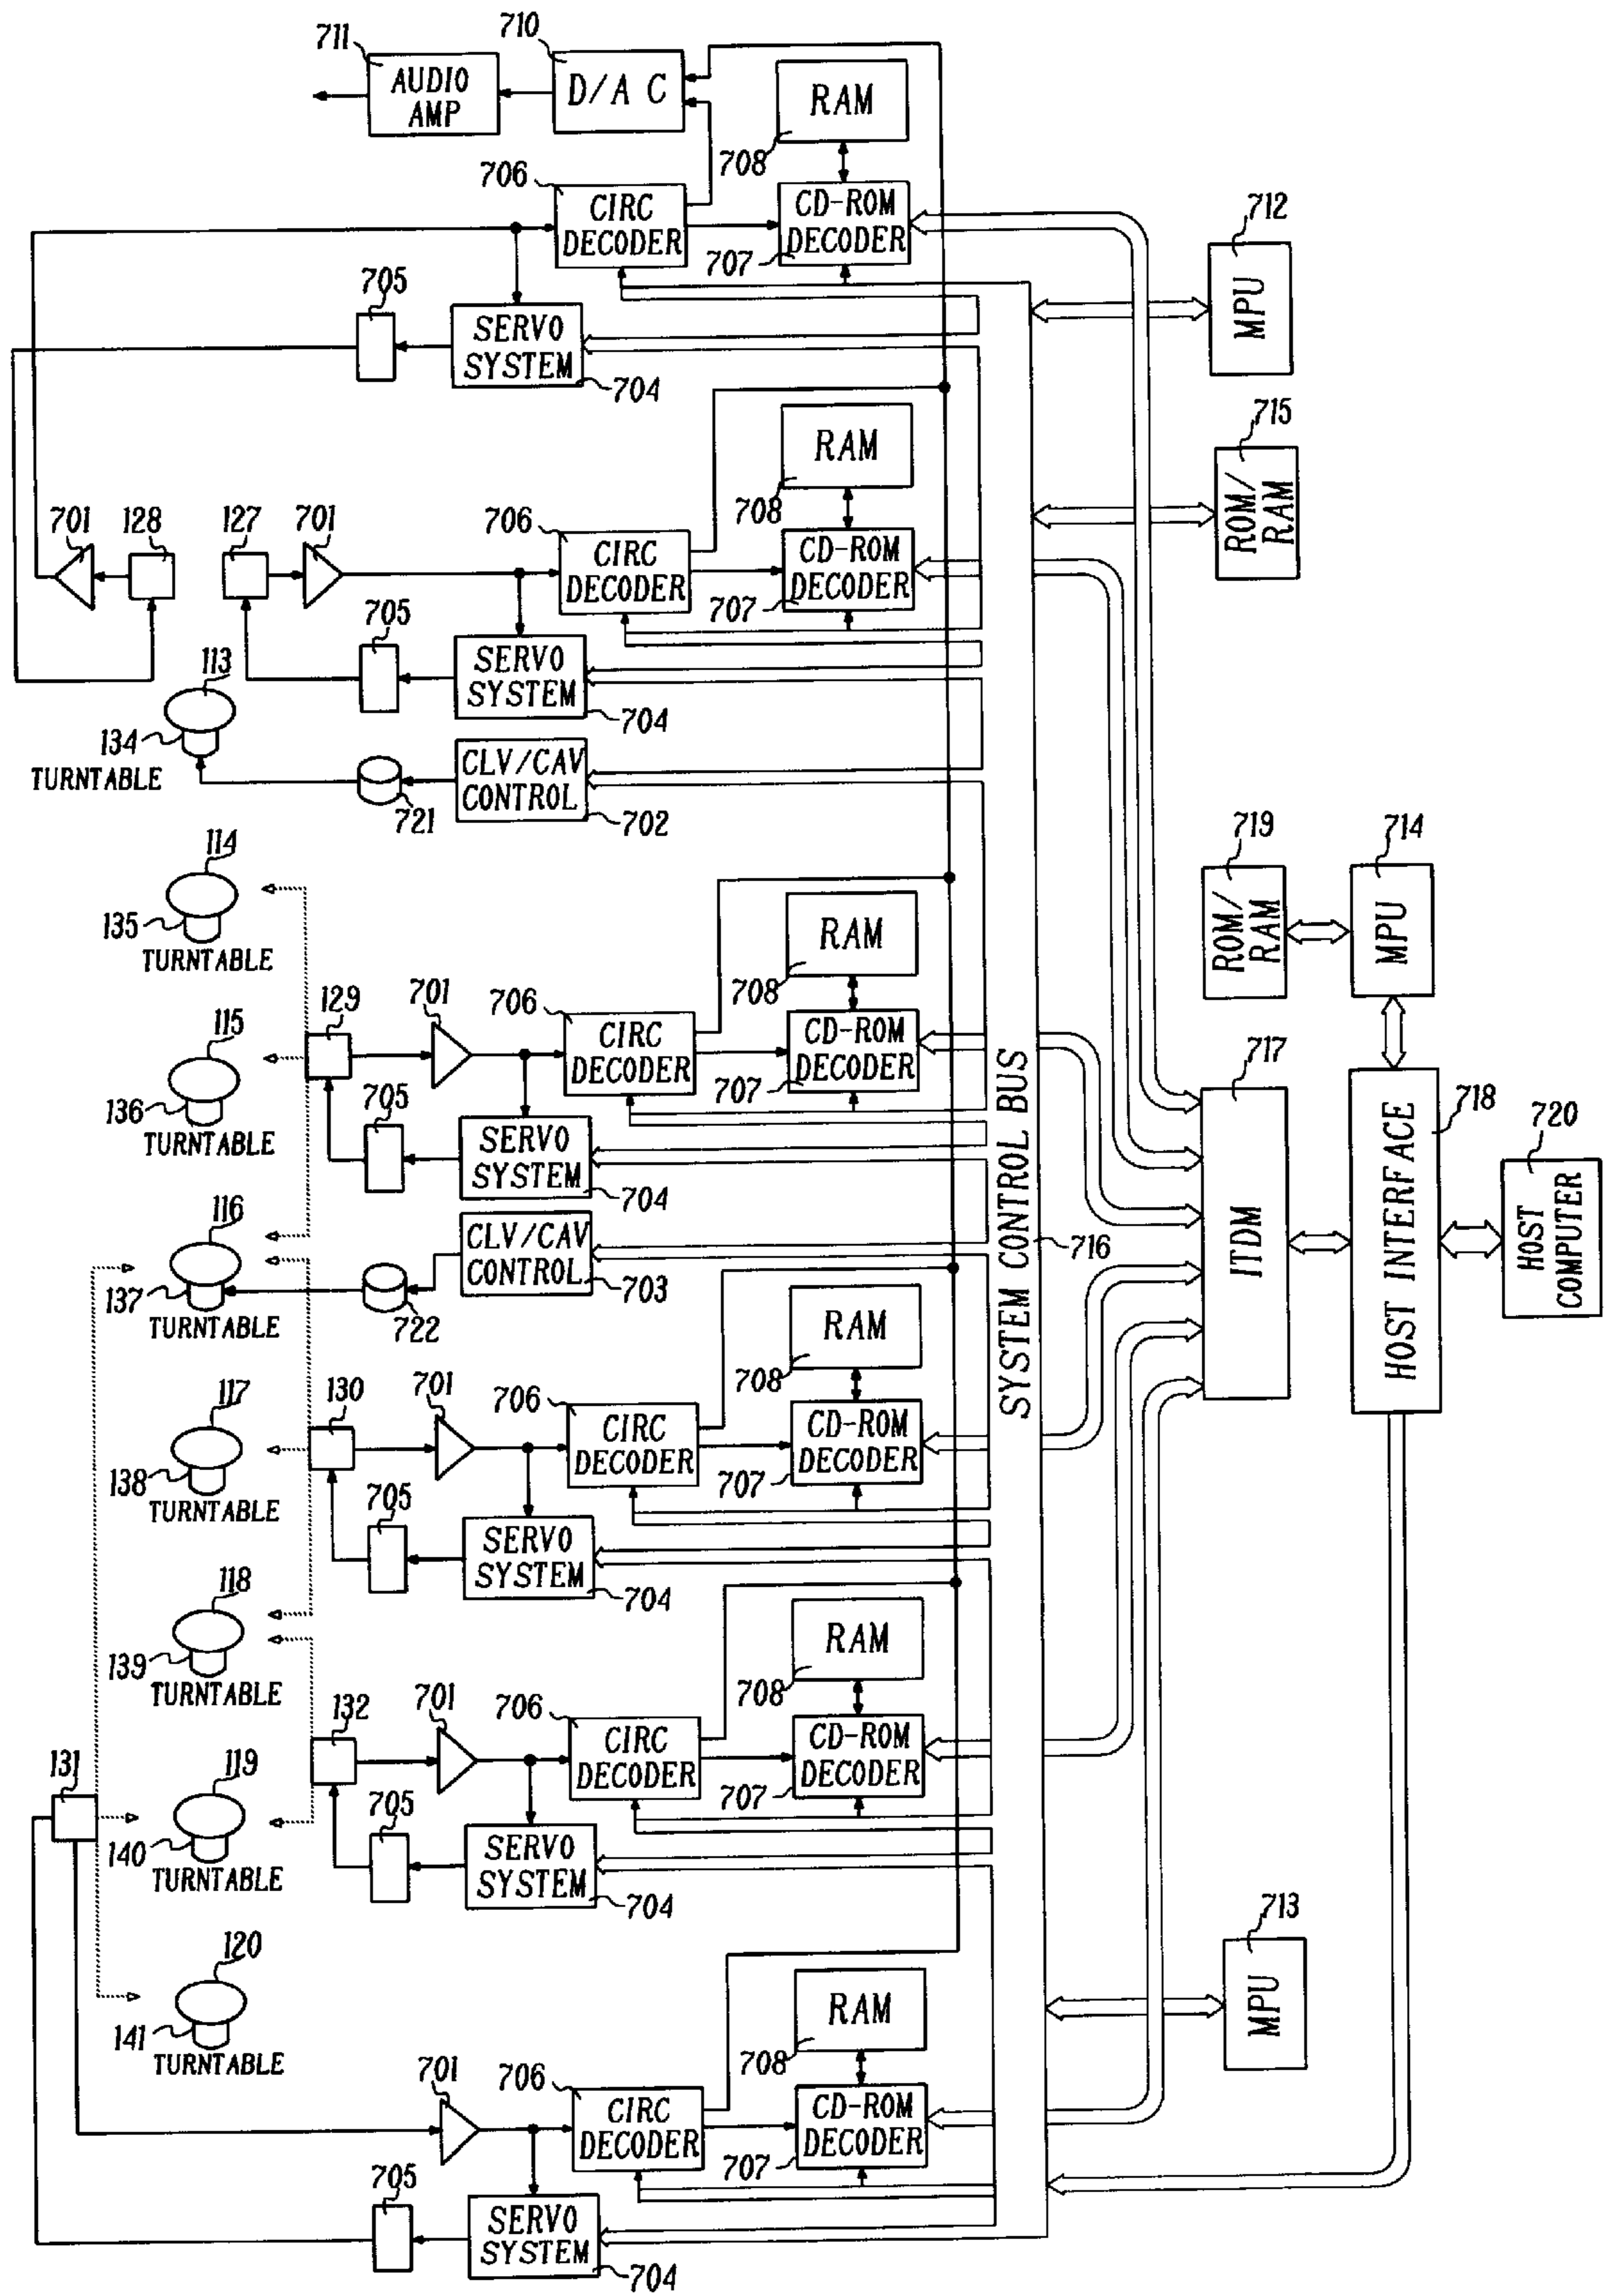 711
710
AUDIO
AMP
D/A C
RAM
708
706
CIRC
DECODER
CD-ROM
DECODER
707
712
MPU
705
SERVO
SYSTEM
704
715
ROM/
RAM
RAM
708
701
128
127
701
706
CIRC
DECODER
CD-ROM
DECODER
707
705
SERVO
SYSTEM
704
113
134
TURNTABLE
721
CLV/CAV
CONTROL
702
114
135
TURNTABLE
719
ROM/
RAM
714
MPU
RAM
708
129
701
706
CIRC
DECODER
CD-ROM
DECODER
707
115
136
TURNTABLE
705
SERVO
SYSTEM
704
SYSTEM CONTROL BUS
716
717
ITDM
HOST INTERFACE
718
720
HOST
COMPUTER
116
137
TURNTABLE
722
CLV/CAV
CONTROL
703
RAM
708
117
138
TURNTABLE
130
701
706
CIRC
DECODER
CD-ROM
DECODER
707
705
SERVO
SYSTEM
704
118
139
TURNTABLE
RAM
708
132
701
706
CIRC
DECODER
CD-ROM
DECODER
707
131
119
140
TURNTABLE
705
SERVO
SYSTEM
704
120
141
TURNTABLE
713
MPU
RAM
708
701
706
CIRC
DECODER
CD-ROM
DECODER
707
705
SERVO
SYSTEM
704